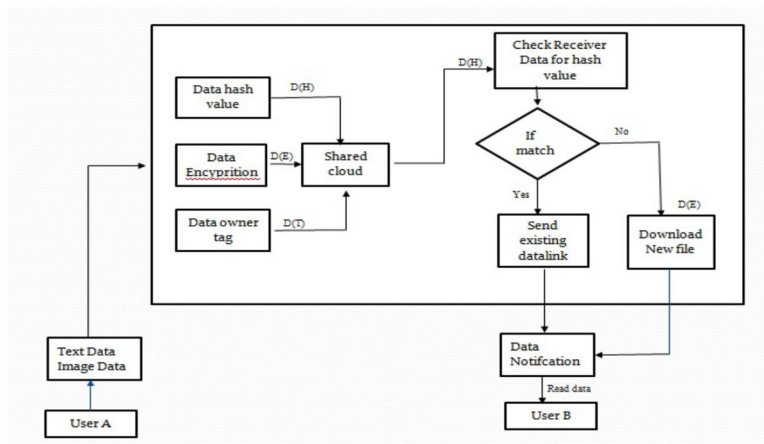 Check Receiver
Data for hash
value
D(H)
Data hash
value
D(H)
If
match
No
Data
Encyprition
D(E)
Shared
cloud
Yes
D(E)
Data owner
tag
D(T)
Send
existing
datalink
Download
New file
Text Data
Image Data
Data
Notifcation
Read data
User A
User B